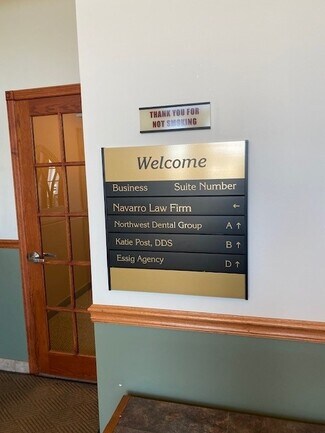 THANK YOU FOR
NOT SMOKING
Welcome
Business Suite Number
Navarro Law Firm ←
Northwest Dental Group A ↑
Katie Post, DDS B ↑
Essig Agency D ↑